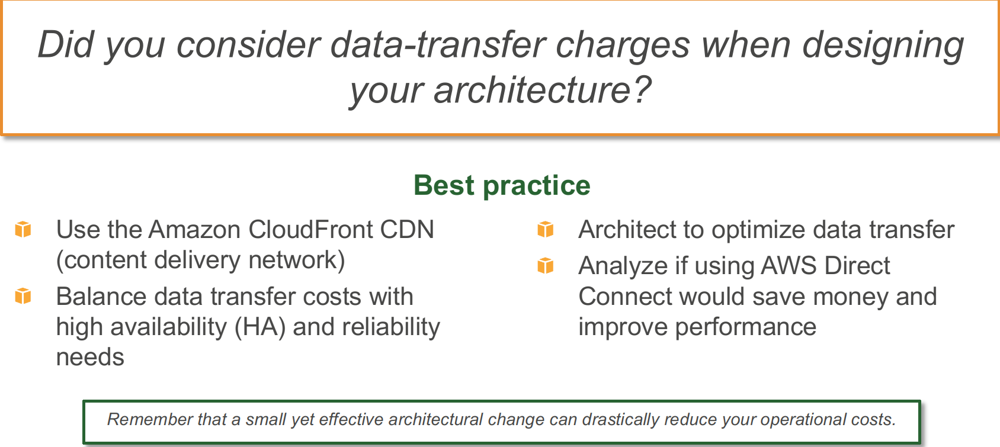 Did you consider data-transfer charges when designing
your architecture?
Best practice
Use the Amazon CloudFront CDN
(content delivery network)
Balance data transfer costs with
high availability (HA) and reliability
needs
Architect to optimize data transfer
Analyze if using AWS Direct
Connect would save money and
improve performance
Remember that a small yet effective architectural change can drastically reduce your operational costs.